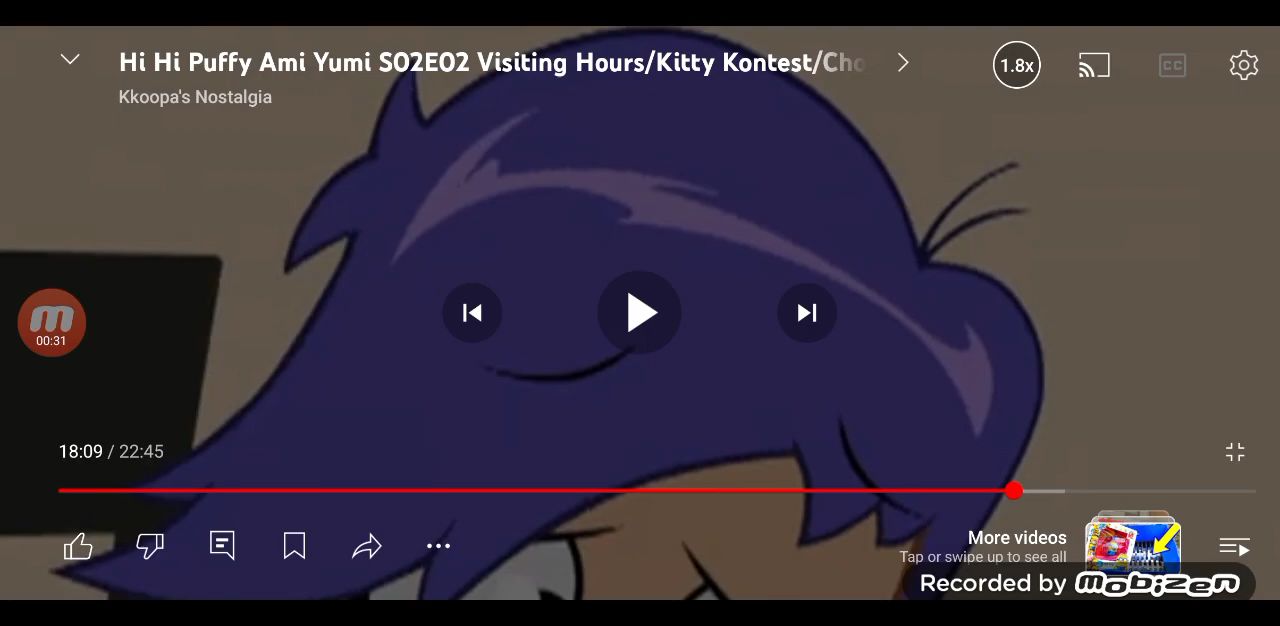 Hi Hi Puffy Ami Yumi S02E02 Visiting Hours/Kitty Kontest/Cho
Kkoopa's Nostalgia
1.8x
CC
m
00:31
18:09 / 22:45
More videos
Tap or swipe up to see all
Recorded by mobizen